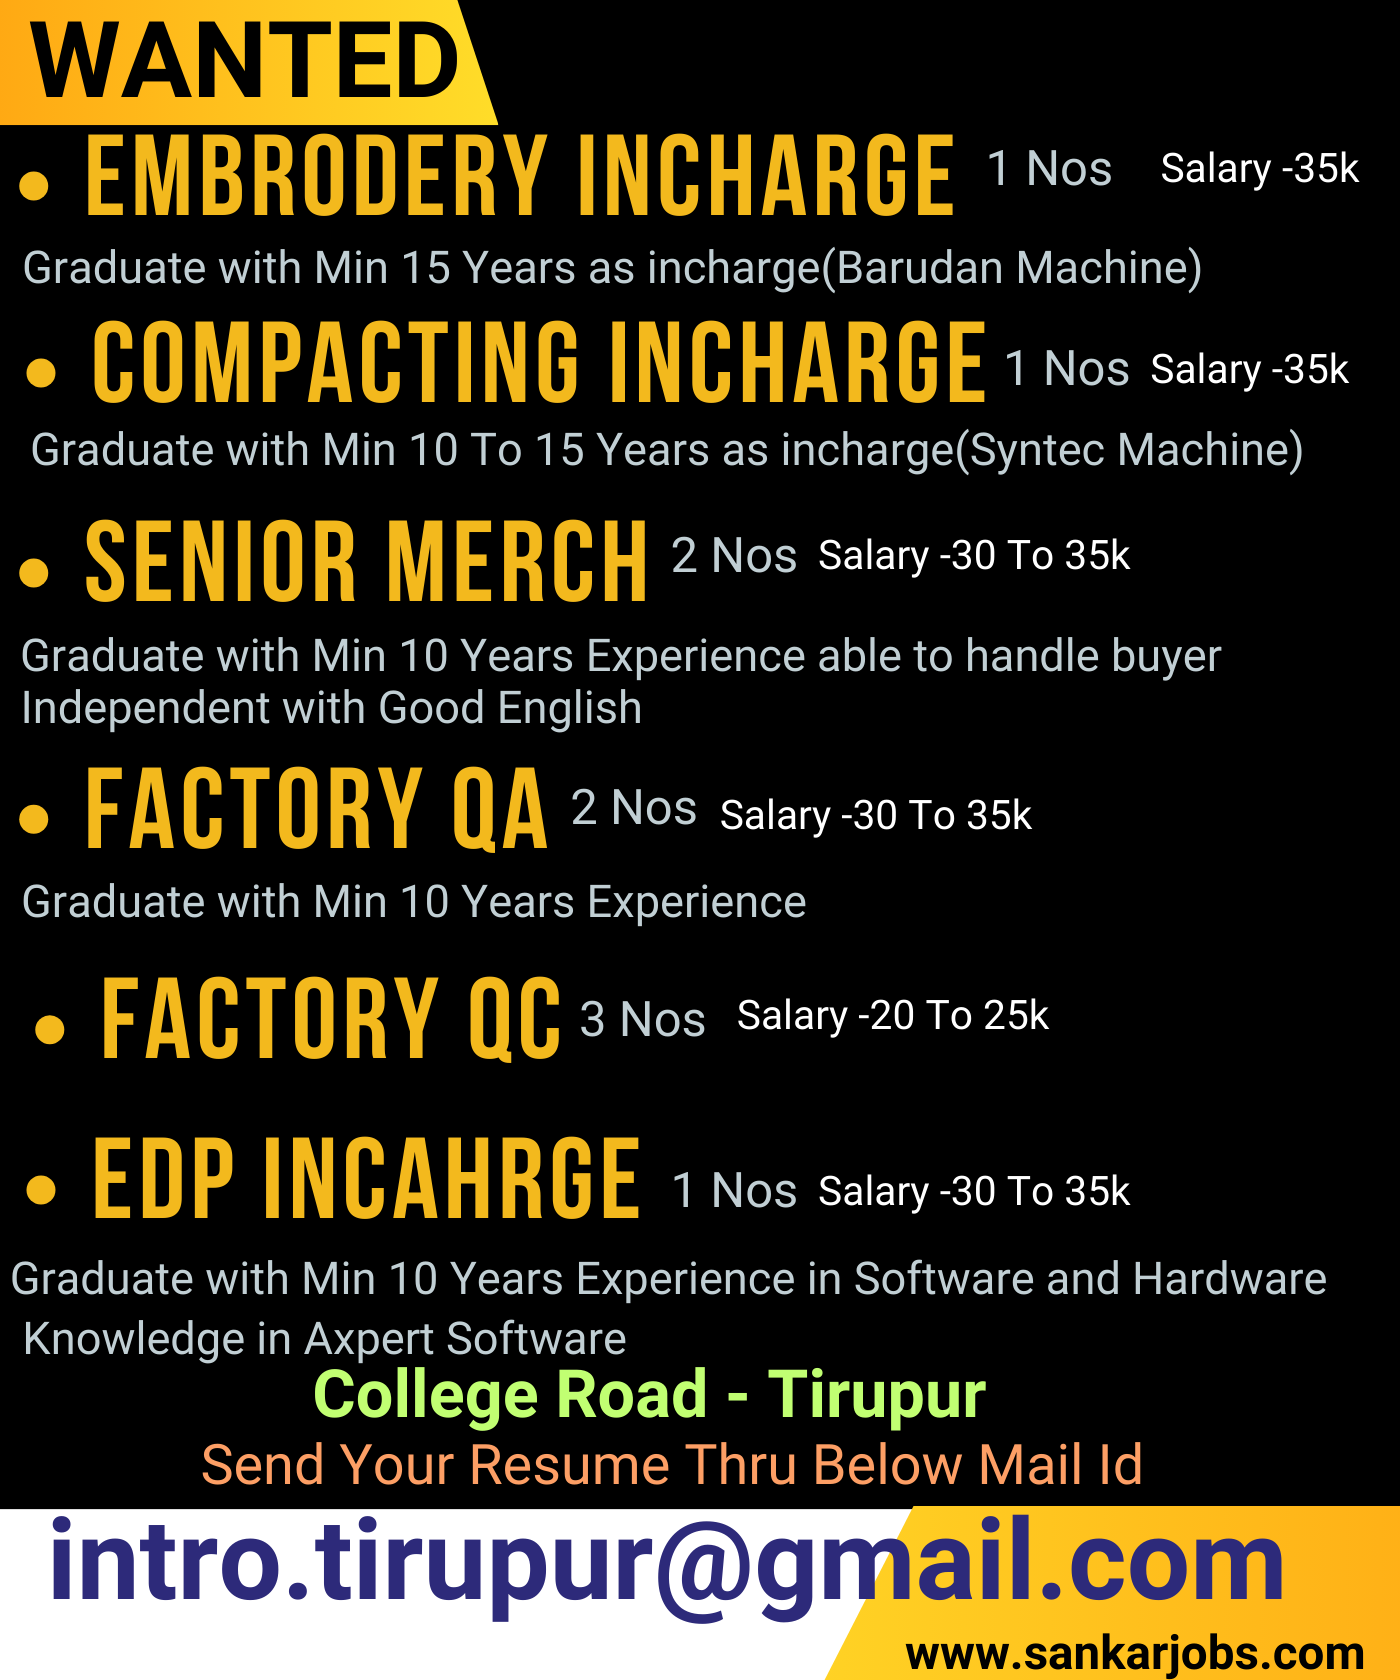 WANTED
• EMBRODERY INCHARGE 1 Nos Salary -35k
Graduate with Min 15 Years as incharge(Barudan Machine)
• COMPACTING INCHARGE 1 Nos Salary -35k
Graduate with Min 10 To 15 Years as incharge(Syntec Machine)
• SENIOR MERCH 2 Nos Salary -30 To 35k
Graduate with Min 10 Years Experience able to handle buyer
Independent with Good English
• FACTORY QA 2 Nos Salary -30 To 35k
Graduate with Min 10 Years Experience
• FACTORY QC 3 Nos Salary -20 To 25k
• EDP INCAHRGE 1 Nos Salary -30 To 35k
Graduate with Min 10 Years Experience in Software and Hardware
Knowledge in Axpert Software
College Road - Tirupur
Send Your Resume Thru Below Mail Id
intro.tirupur@gmail.com
www.sankarjobs.com